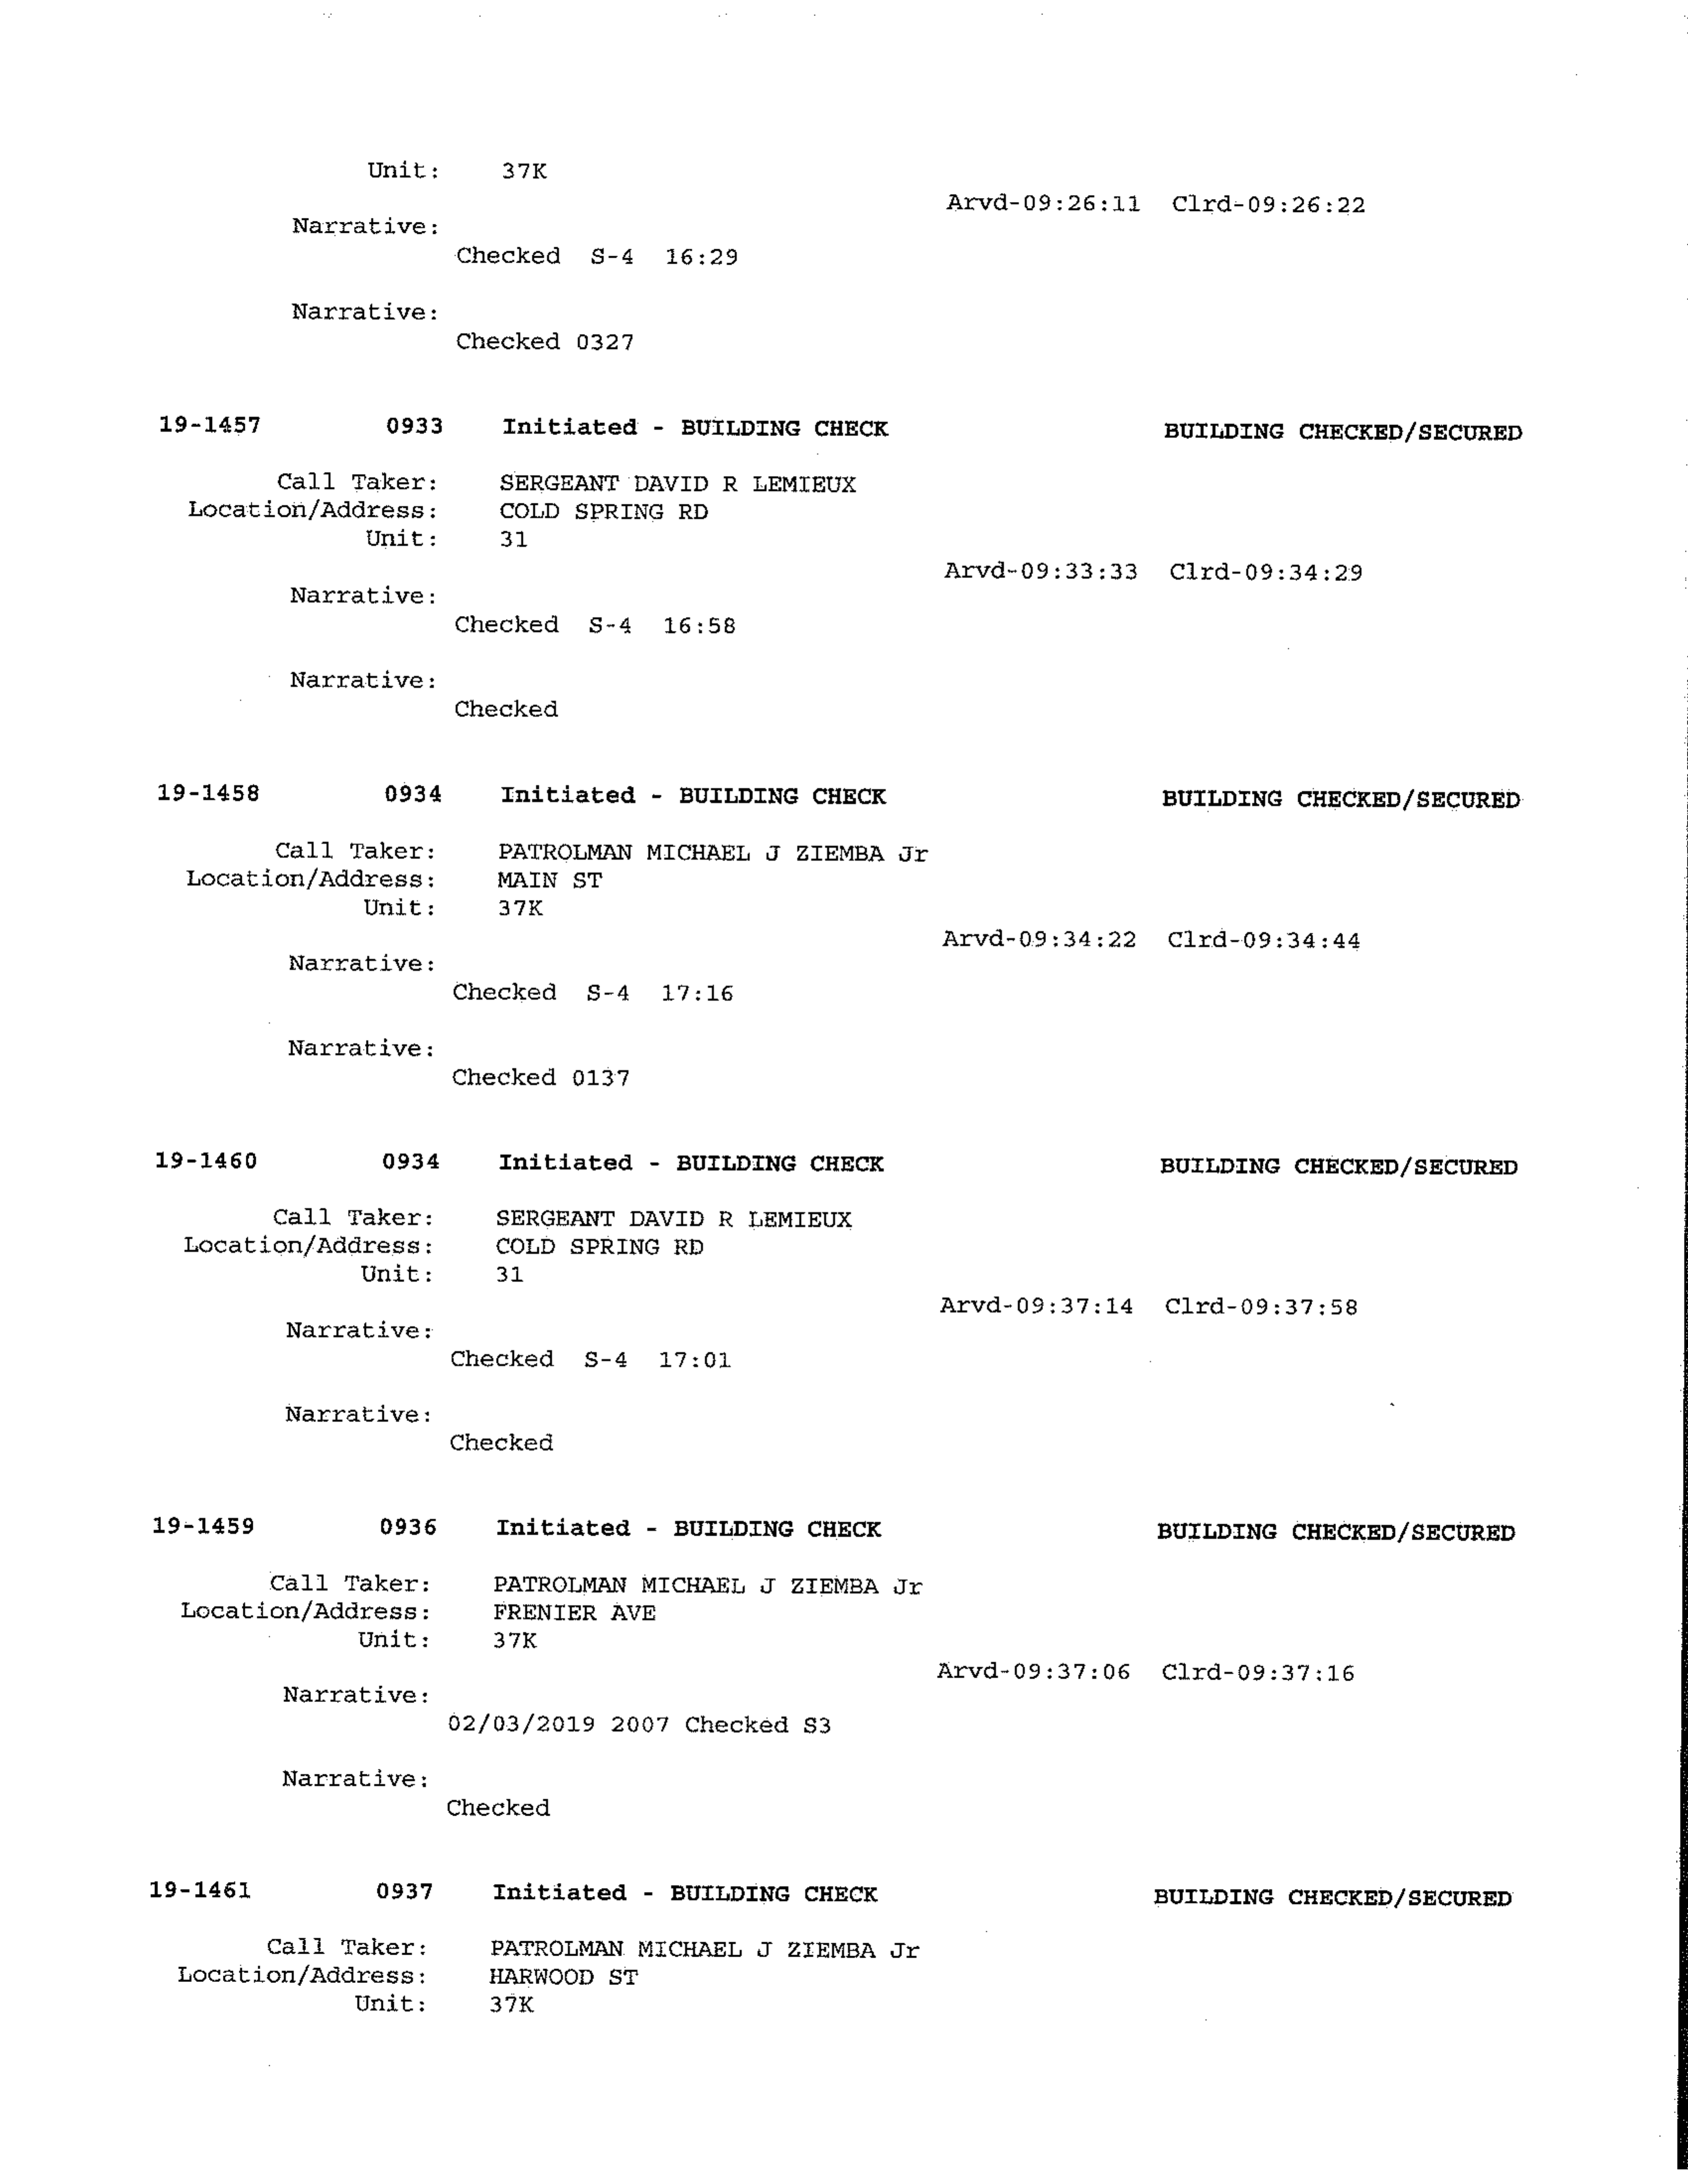 Unit: 37K
Arvd-09:26:11 Clrd-09:26:22
Narrative:
Checked S-4 16:29
Narrative:
Checked 0327
19-1457 0933 Initiated - BUILDING CHECK BUILDING CHECKED/SECURED
Call Taker: SERGEANT DAVID R LEMIEUX
Location/Address: COLD SPRING RD
Unit: 31
Arvd-09:33:33 Clrd-09:34:29
Narrative:
Checked S-4 16:58
Narrative:
Checked
19-1458 0934 Initiated - BUILDING CHECK BUILDING CHECKED/SECURED
Call Taker: PATROLMAN MICHAEL J ZIEMBA Jr
Location/Address: MAIN ST
Unit: 37K
Arvd-09:34:22 Clrd-09:34:44
Narrative:
Checked S-4 17:16
Narrative:
Checked 0137
19-1460 0934 Initiated - BUILDING CHECK BUILDING CHECKED/SECURED
Call Taker: SERGEANT DAVID R LEMIEUX
Location/Address: COLD SPRING RD
Unit: 31
Arvd-09:37:14 Clrd-09:37:58
Narrative:
Checked S-4 17:01
Narrative:
Checked
19-1459 0936 Initiated - BUILDING CHECK BUILDING CHECKED/SECURED
Call Taker: PATROLMAN MICHAEL J ZIEMBA Jr
Location/Address: FRENIER AVE
Unit: 37K
Arvd-09:37:06 Clrd-09:37:16
Narrative:
02/03/2019 2007 Checked S3
Narrative:
Checked
19-1461 0937 Initiated - BUILDING CHECK BUILDING CHECKED/SECURED
Call Taker: PATROLMAN MICHAEL J ZIEMBA Jr
Location/Address: HARWOOD ST
Unit: 37K